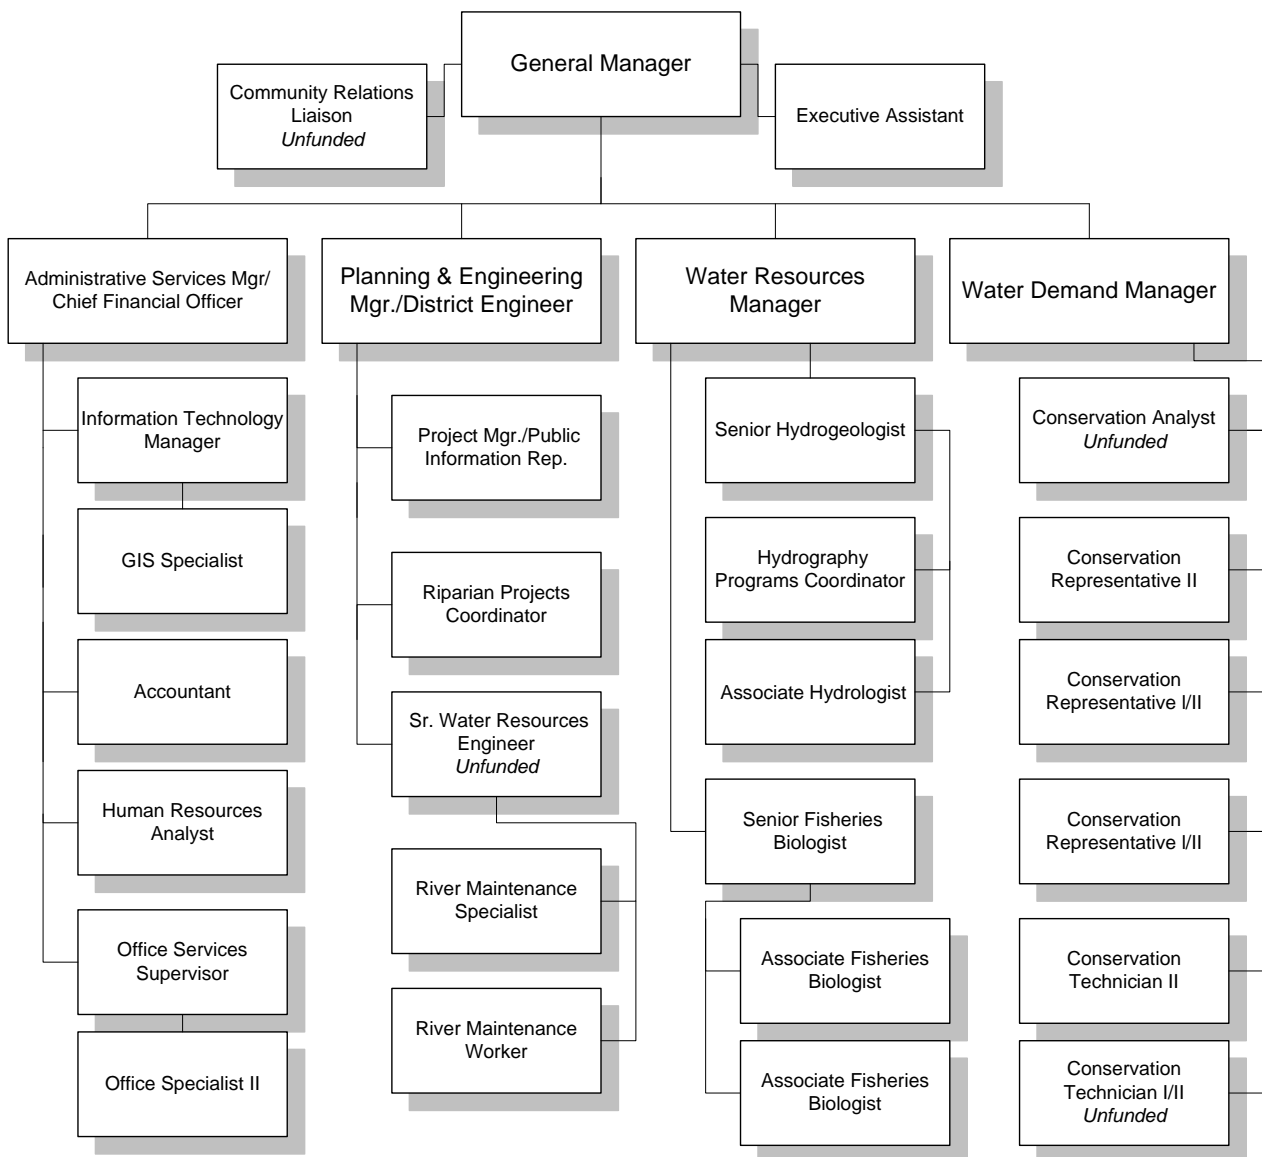 General Manager
Community Relations
Liaison
Unfunded
Executive Assistant
Administrative Services Mgr/
Chief Financial Officer
Planning & Engineering
Mgr./District Engineer
Water Resources
Manager
Water Demand Manager
Information Technology
Manager
GIS Specialist
Accountant
Human Resources
Analyst
Office Services
Supervisor
Office Specialist II
Project Mgr./Public
Information Rep.
Riparian Projects
Coordinator
Sr. Water Resources
Engineer
Unfunded
River Maintenance
Specialist
River Maintenance
Worker
Senior Hydrogeologist
Hydrography
Programs Coordinator
Associate Hydrologist
Senior Fisheries
Biologist
Associate Fisheries
Biologist
Associate Fisheries
Biologist
Conservation Analyst
Unfunded
Conservation
Representative II
Conservation
Representative I/II
Conservation
Representative I/II
Conservation
Technician II
Conservation
Technician I/II
Unfunded